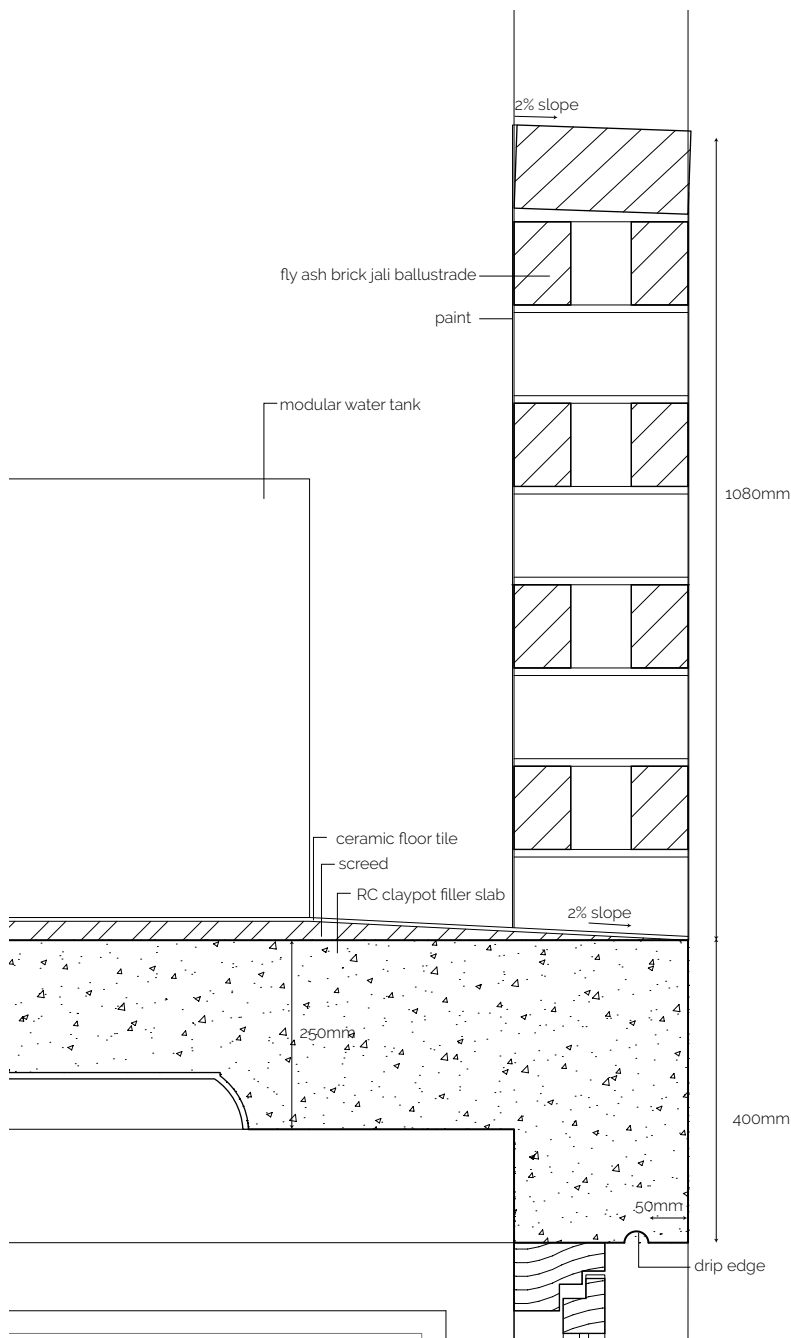 2% slope
fly ash brick jali ballustrade
paint
modular water tank
1080mm
ceramic floor tile
screed
RC claypot filler slab
2% slope
250mm
400mm
50mm
drip edge